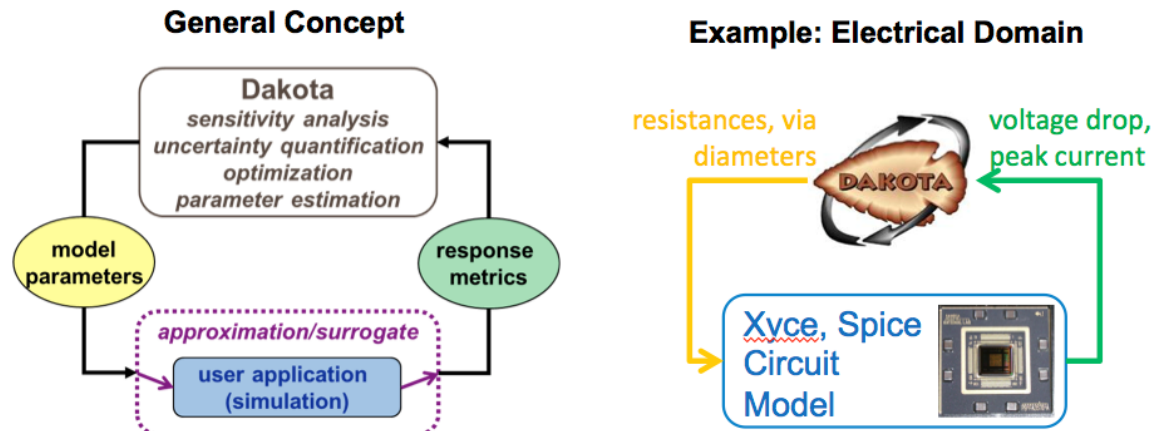 General Concept
Dakota
sensitivity analysis
uncertainty quantification
optimization
parameter estimation
model
parameters
response
metrics
approximation/surrogate
user application
(simulation)
Example: Electrical Domain
resistances, via
diameters
voltage drop,
peak current
DAKOTA
Xyce, Spice
Circuit
Model